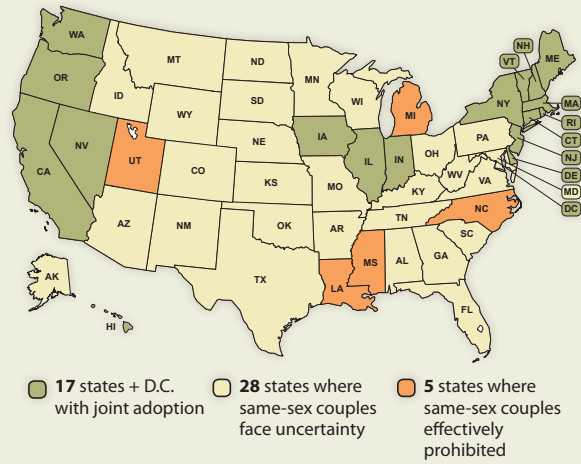 WA
OR
CA
NV
ID
MT
WY
UT
AZ
CO
NM
ND
SD
NE
KS
OK
TX
MN
IA
MO
AR
LA
WI
IL
IN
MI
OH
KY
TN
MS
AL
GA
FL
SC
NC
VA
WV
PA
NY
VT
NH
ME
MA
RI
CT
NJ
DE
MD
DC
AK
HI
17 states + D.C.
with joint adoption
28 states where
same-sex couples
face uncertainty
5 states where
same-sex couples
effectively
prohibited